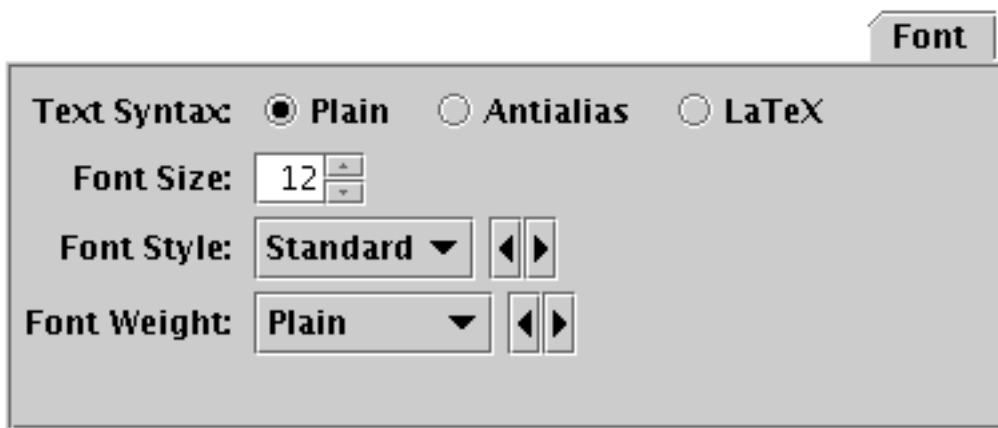 Font
Text Syntax: Plain Antialias LaTeX
Font Size: 12
Font Style: Standard
Font Weight: Plain